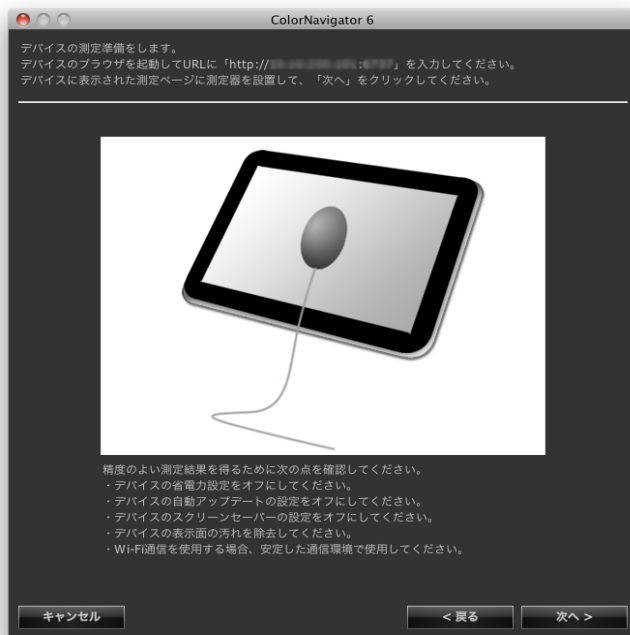 ColorNavigator 6
デバイスの測定準備をします。
デバイスのブラウザを起動してURLに「http:// : 」を入力してください。
デバイスに表示された測定ページに測定器を設置して、「次へ」をクリックしてください。
精度のよい測定結果を得るために次の点を確認してください。
・デバイスの省電力設定をオフにしてください。
・デバイスの自動アップデートの設定をオフにしてください。
・デバイスのスクリーンセーバーの設定をオフにしてください。
・デバイスの表示面の汚れを除去してください。
・Wi-Fi通信を使用する場合、安定した通信環境で使用してください。
キャンセル
< 戻る
次へ >